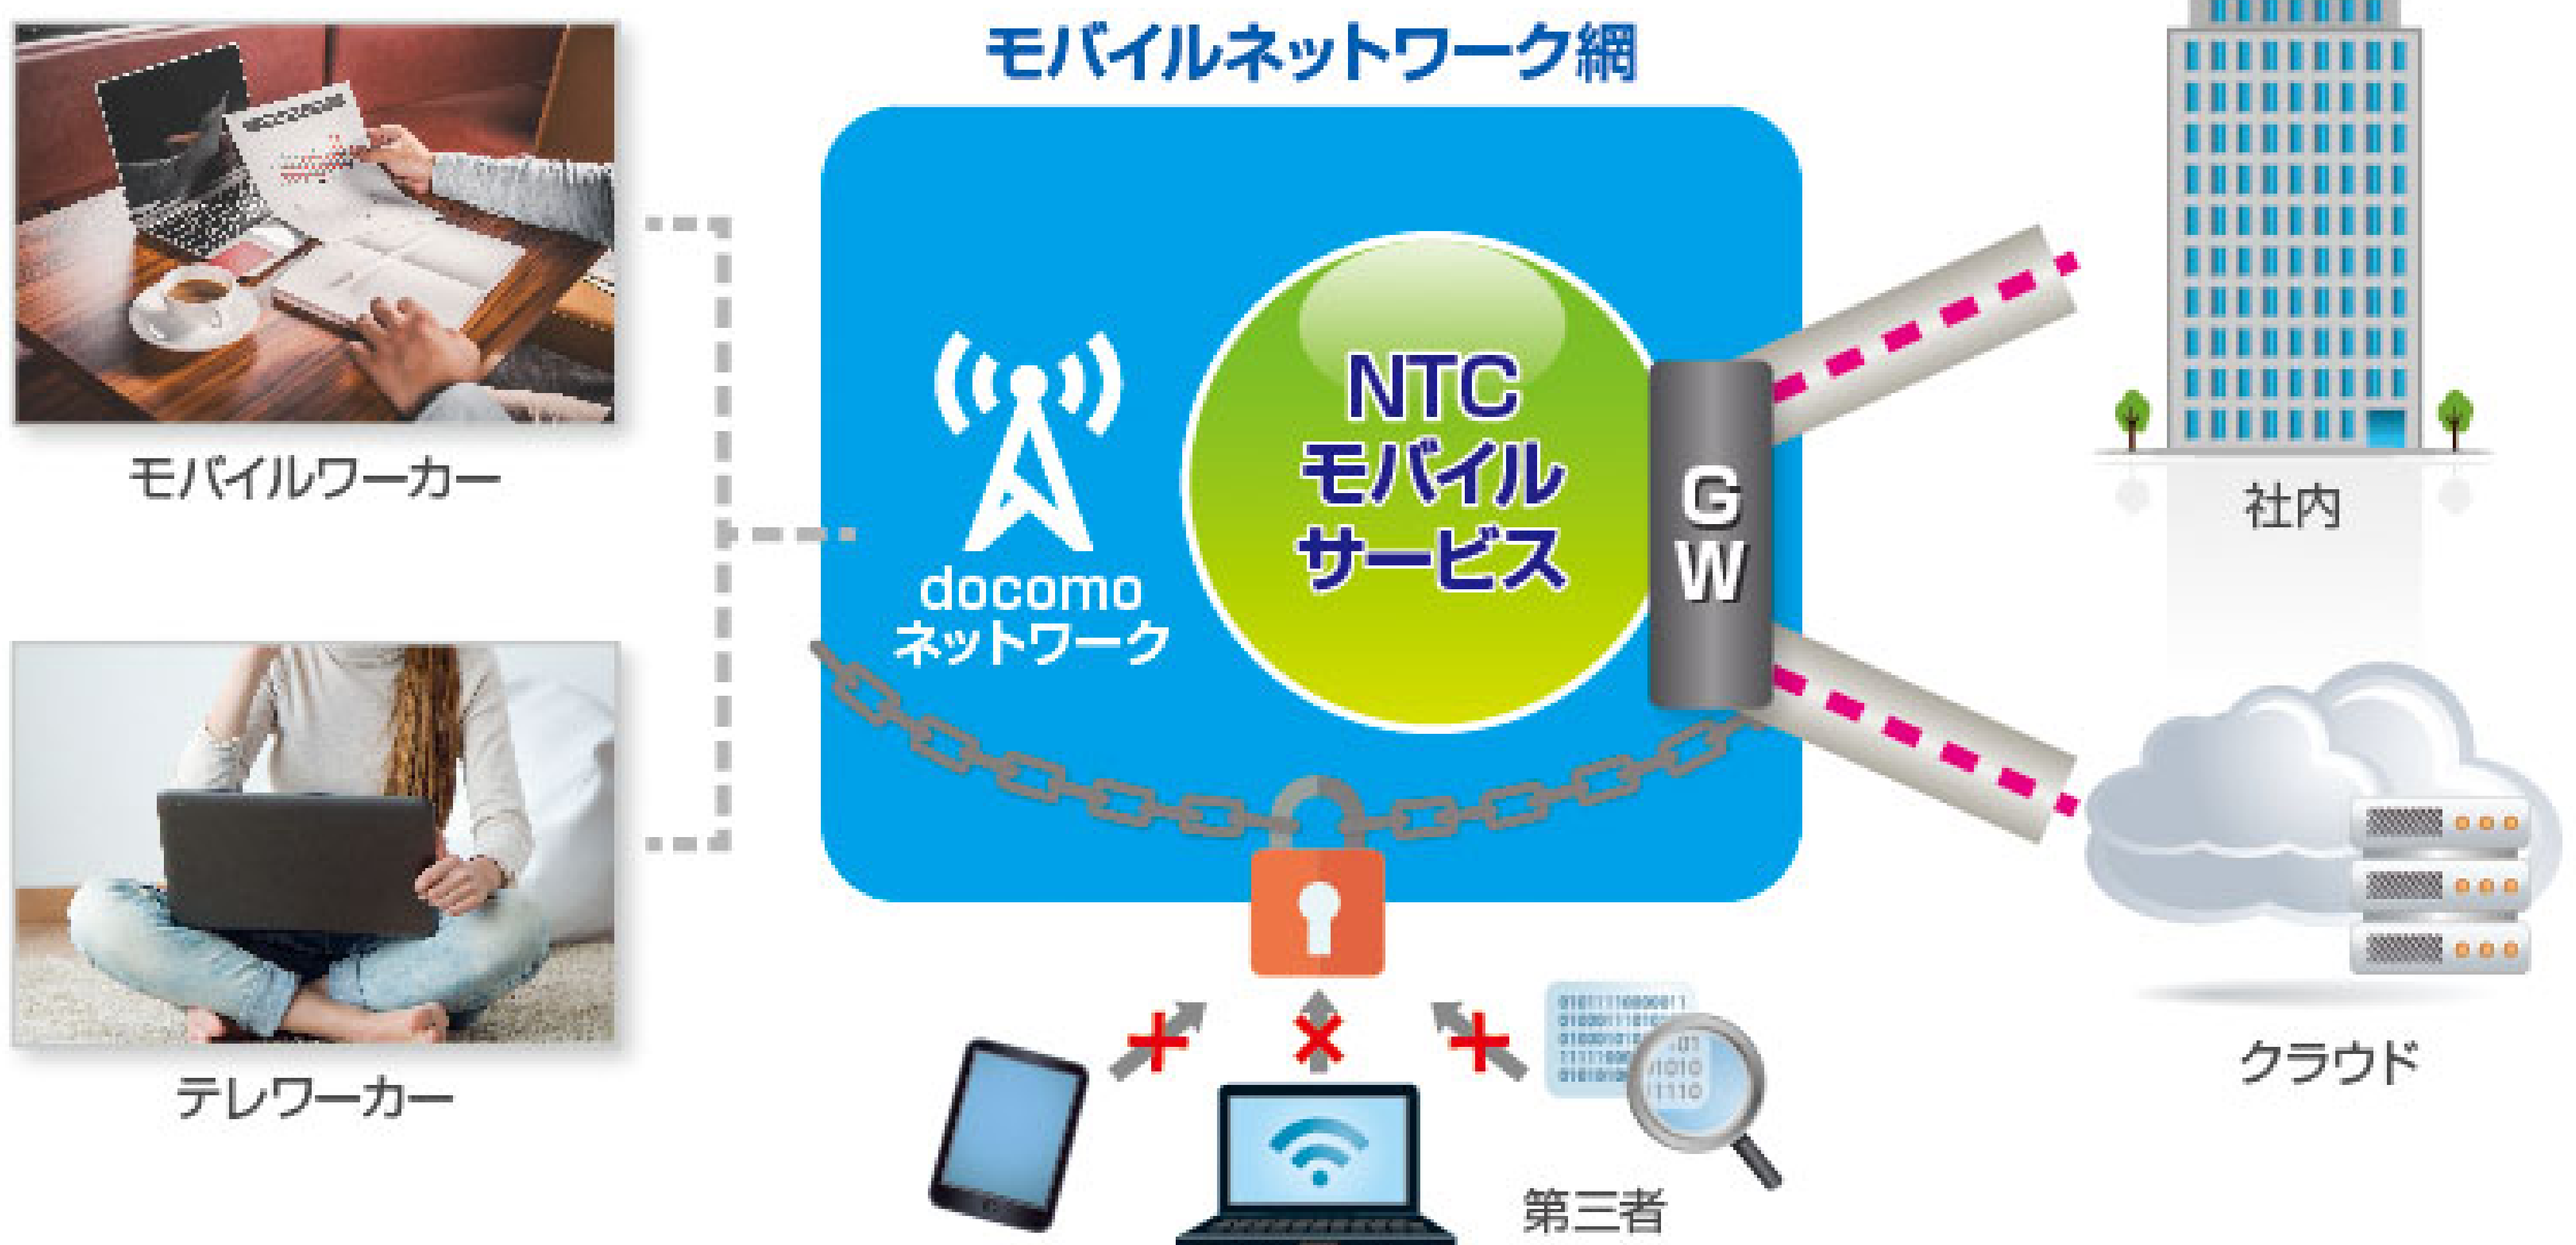 モバイルネットワーク網
モバイルワーカー
テレワーカー
docomo
ネットワーク
NTC
モバイル
サービス
G
W
社内
クラウド
第三者